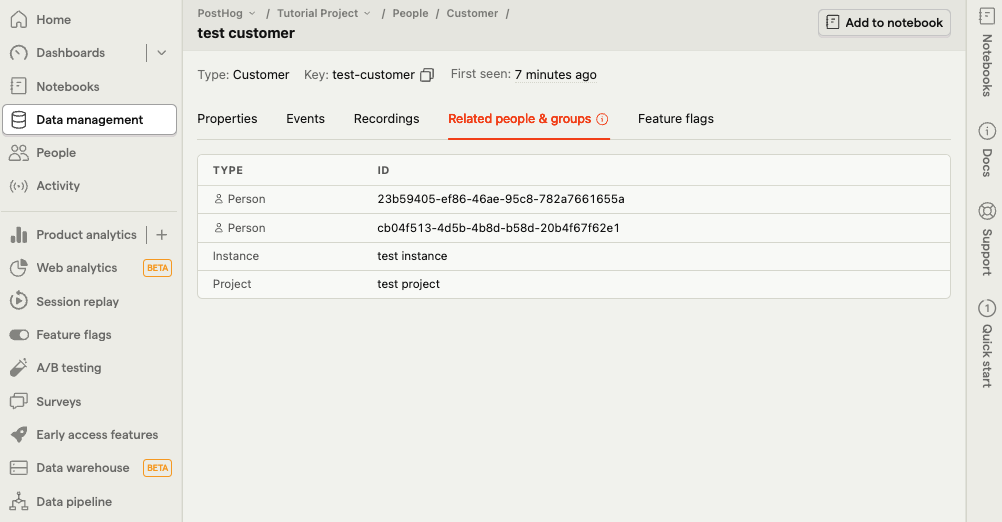 Home
Dashboards
Notebooks
Data management
People
Activity
Product analytics
Web analytics BETA
Session replay
Feature flags
A/B testing
Surveys
Early access features
Data warehouse BETA
Data pipeline
PostHog / Tutorial Project / People / Customer /
test customer
Add to notebook
Type: Customer Key: test-customer First seen: 7 minutes ago
Properties Events Recordings Related people & groups Feature flags
TYPE ID
Person 23b59405-ef86-46ae-95c8-782a7661655a
Person cb04f513-4d5b-4b8d-b58d-20b4f67f62e1
Instance test instance
Project test project
Notebooks
Docs
Support
1
Quick start